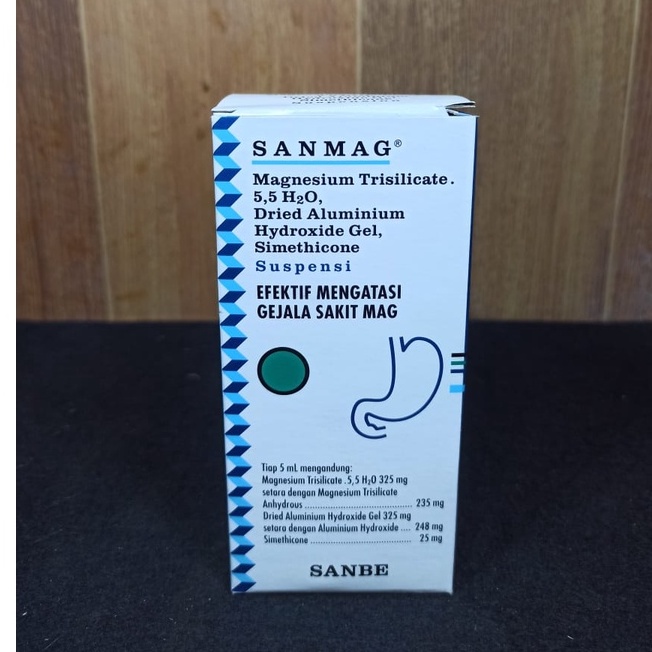 SANMAG®
Magnesium Trisilicate.
5,5 H₂O,
Dried Aluminium
Hydroxide Gel,
Simethicone
Suspensi
EFEKTIF MENGATASI
GEJALA SAKIT MAG
Tiap 5 mL mengandung:
Magnesium Trisilicate .5,5 H₂O 325 mg
setara dengan Magnesium Trisilicate
Anhydrous ........................................ 235 mg
Dried Aluminium Hydroxide Gel 325 mg
setara dengan Aluminium Hydroxide .... 248 mg
Simethicone ...................................... 25 mg
SANBE